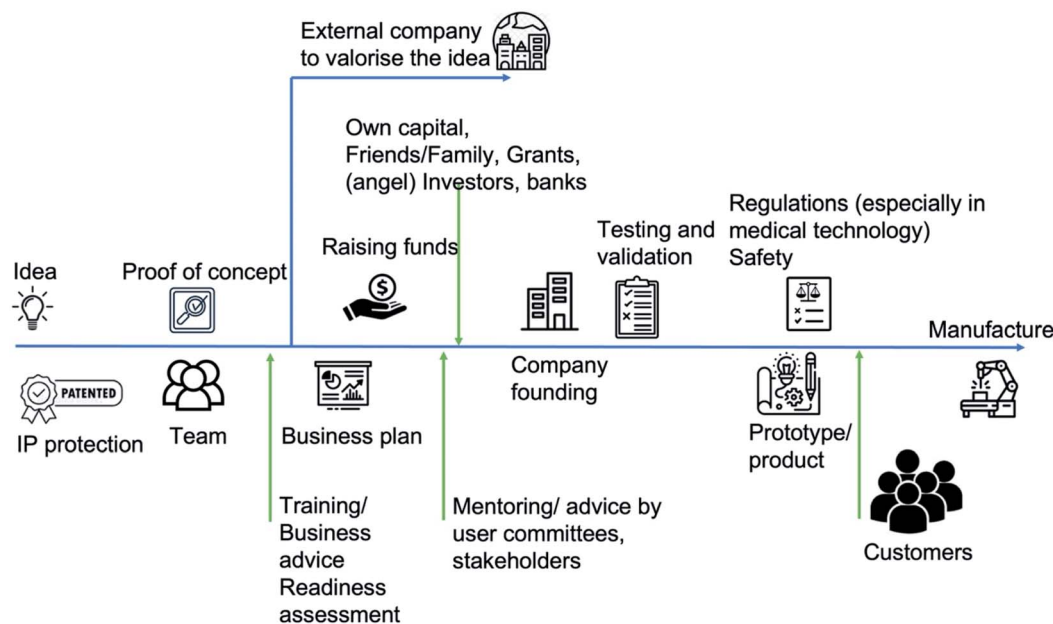 External company
to valorise the idea
Own capital,
Friends/Family, Grants,
(angel) Investors, banks
Regulations (especially in
medical technology)
Safety
Testing and
validation
Raising funds
Idea
Proof of concept
Manufacture
PATENTED
IP protection
Team
Business plan
Company
founding
Prototype/
product
Training/
Business
advice
Readiness
assessment
Mentoring/ advice by
user committees,
stakeholders
Customers